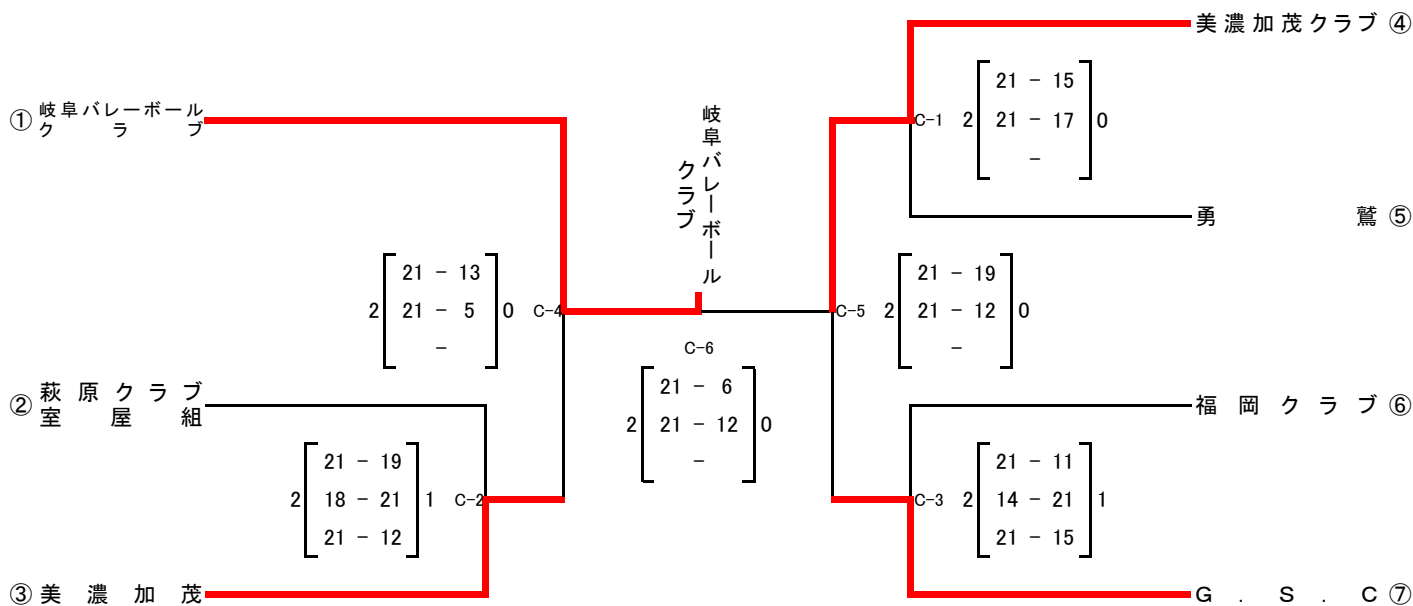 美濃加茂クラブ ④
21 - 15
C-1 2 21 - 17 0
-
① 岐阜バレーボール
クラブ
岐阜バレーボール
クラブ
勇鷲 ⑤
21 - 13
2 21 - 5 0 C-4
-
21 - 19
C-5 2 21 - 12 0
-
C-6
21 - 6
2 21 - 12 0
-
② 萩原クラブ
室屋組
福岡クラブ ⑥
21 - 19
2 18 - 21 1 C-2
21 - 12
21 - 11
C-3 2 14 - 21 1
21 - 15
③ 美濃加茂
G.S.C ⑦